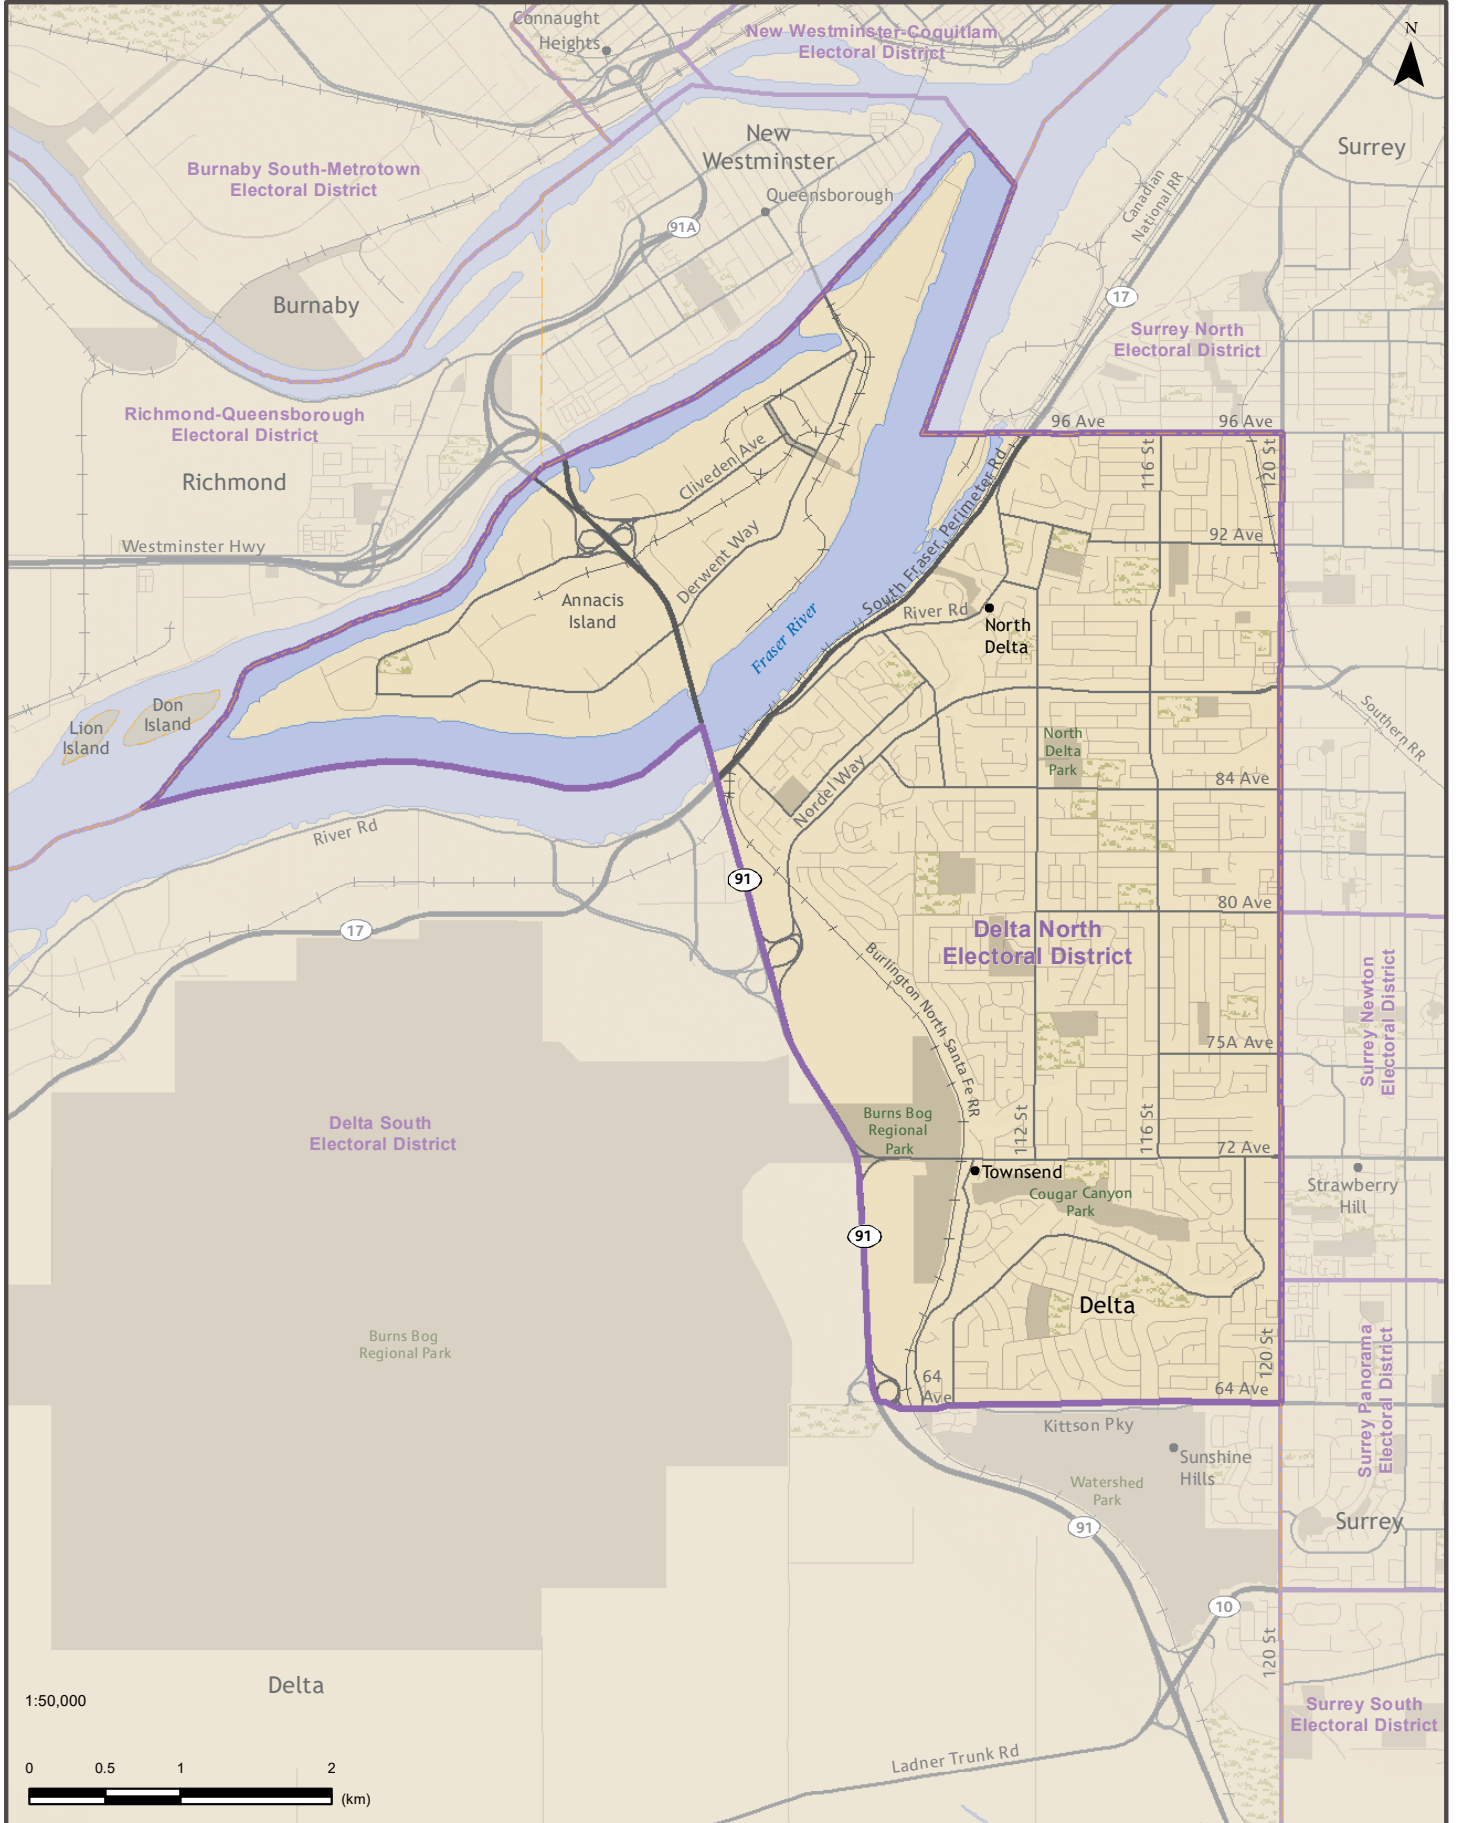 Connaught
Heights
New Westminster-Coquitlam
Electoral District
N
New
Westminster
Surrey
Burnaby South-Metrotown
Electoral District
Queensborough
Canadian
National RR
91A
Burnaby
17
Surrey North
Electoral District
Richmond-Queensborough
Electoral District
96 Ave
96 Ave
Richmond
Cliveden Ave
116 St
120 St
Westminster Hwy
92 Ave
Derwent Way
South Fraser Perimeter Rd
Annacis
Island
River Rd
North
Delta
Fraser River
Don
Island
Lion
Island
North
Delta
Park
Southern RR
84 Ave
Nordel Way
River Rd
91
80 Ave
17
Delta North
Electoral District
Burlington North Santa Fe RR
Surrey Newton
Electoral District
75A Ave
Delta South
Electoral District
Burns Bog
Regional
Park
112 St
116 St
72 Ave
Townsend
Strawberry
Hill
Cougar Canyon
Park
91
Delta
Burns Bog
Regional Park
120 St
Surrey Panorama
Electoral District
64
Ave
64 Ave
Kittson Pky
Sunshine
Hills
Watershed
Park
91
Surrey
10
120 St
Delta
1:50,000
Surrey South
Electoral District
Ladner Trunk Rd
0 0.5 1 2
(km)